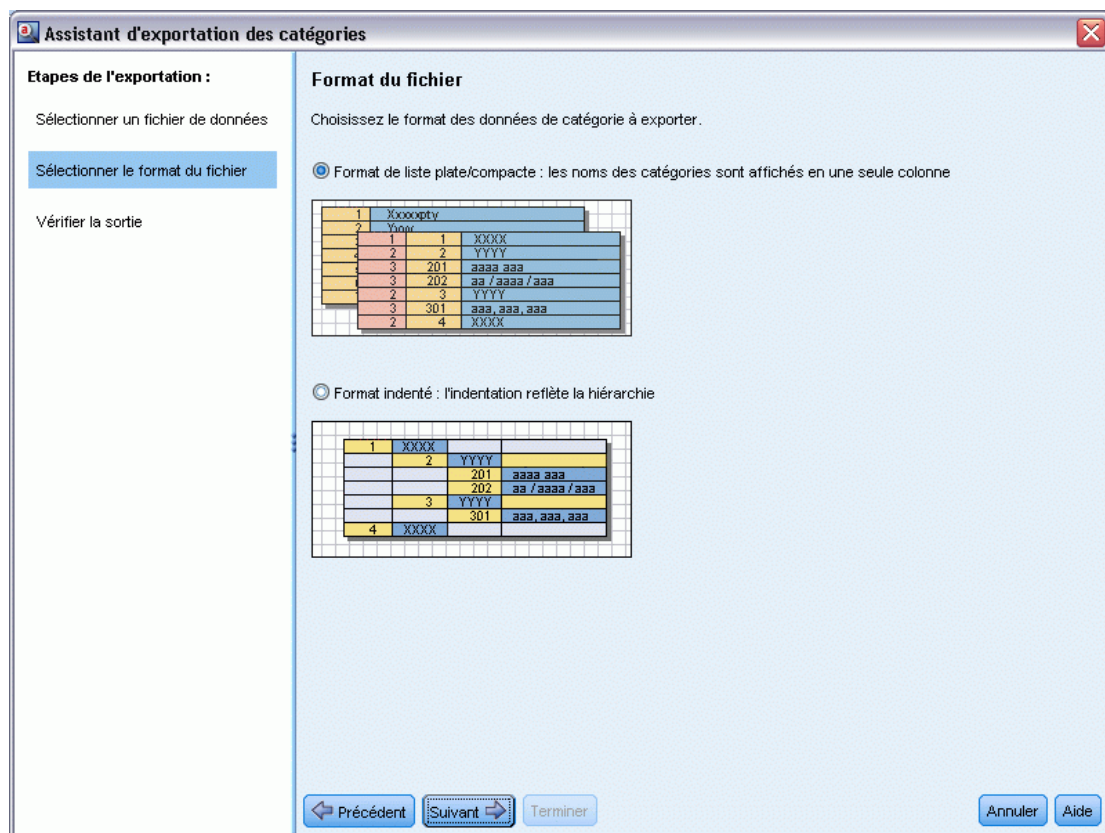 Assistant d'exportation des catégories
Etapes de l'exportation :
Sélectionner un fichier de données
Sélectionner le format du fichier
Vérifier la sortie
Format du fichier
Choisissez le format des données de catégorie à exporter.
Format de liste plate/compacte : les noms des catégories sont affichés en une seule colonne
1 Xxxxxpty
2
1 1 XXXX
2 2 YYYY
3 201 aaaa aaa
3 202 aa / aaaa / aaa
2 3 YYYY
3 301 aaa, aaa, aaa
2 4 XXXX
Format indenté : l'indentation reflète la hiérarchie
1 XXXX
2 YYYY
201 aaaa aaa
202 aa / aaaa / aaa
3 YYYY
301 aaa, aaa, aaa
4 XXXX
Précédent Suivant Terminer Annuler Aide